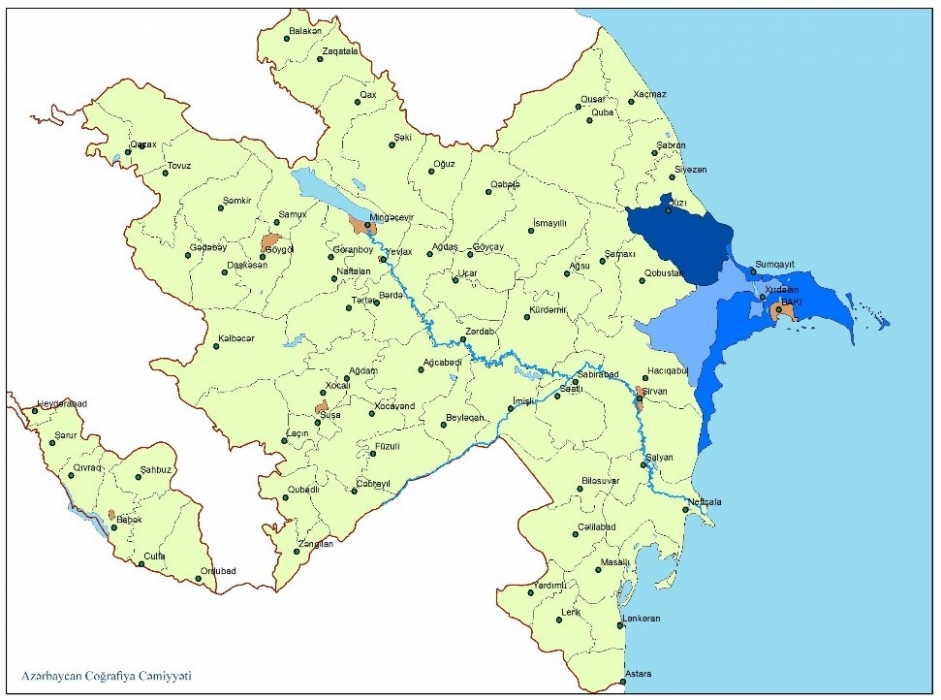 Balakən
Zaqatala
Qax
Xaçmaz
Qusar
Quba
Şəki
Şabran
Oğuz
Siyəzən
Tovuz
Qəbələ
Xızı
Şəmkir
Samux
Mingəçevir
İsmayıllı
Gədəbəy
Göygöl
Goranboy
Yevlax
Ağdaş
Göyçay
Ağsu
Şamaxı
Daşkəsən
Naftalan
Ucar
Qobustan
Sumqayıt
Xırdalan
BAKI
Bərdə
Tərtər
Kürdəmir
Kəlbəcər
Zərdab
Ağcabədi
Ağdam
Xocalı
Sabirabad
Hacıqabul
Saatlı
Şirvan
İmişli
Heydərabad
Şuşa
Xocavənd
Beyləqan
Şərur
Laçın
Füzuli
Salyan
Qıvraq
Şahbuz
Qubadlı
Cəbrayıl
Biləsuvar
Neftçala
Babək
Cəlilabad
Zəngilan
Culfa
Ordubad
Masallı
Yardımlı
Lerik
Lənkəran
Astara
Azərbaycan Coğrafiya Cəmiyyəti